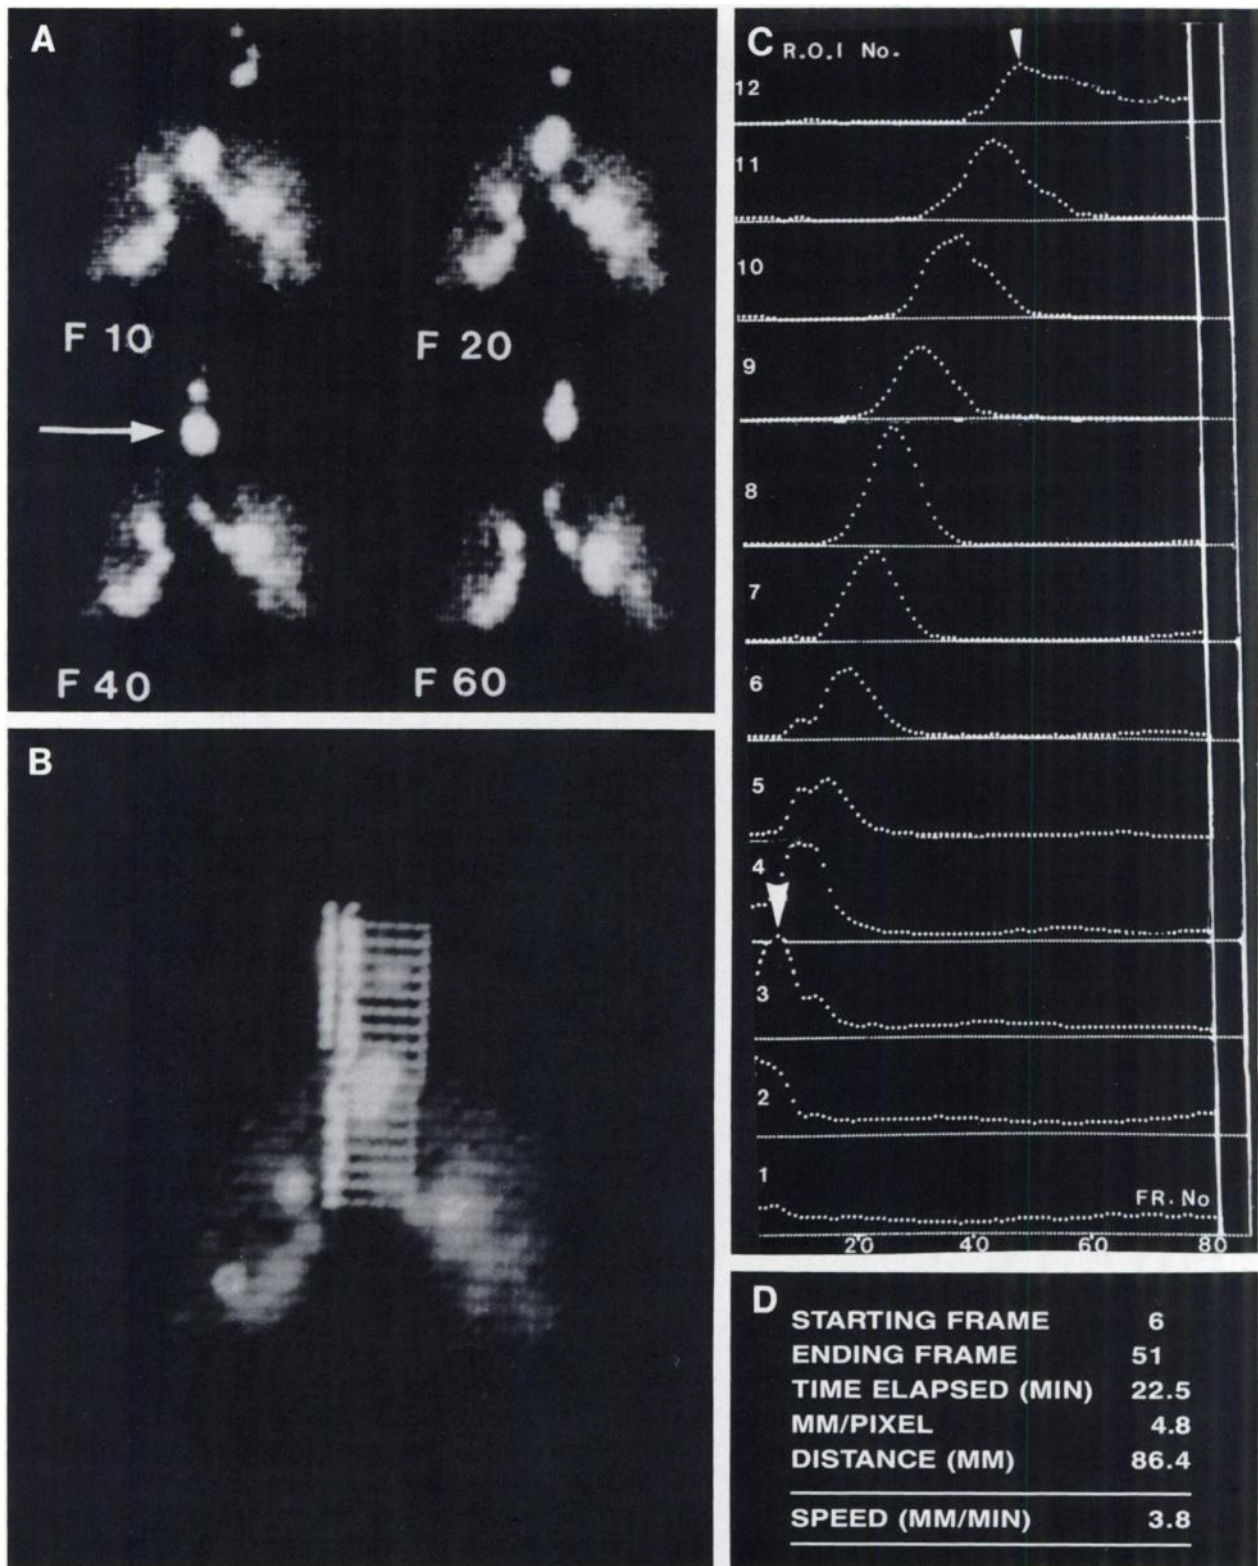 A
F 10
F 20
F 40
F 60
B
C
R.O.I No.
12
11
10
9
8
7
6
5
4
3
2
1
FR. No
20 40 60 80
D
STARTING FRAME 6
ENDING FRAME 51
TIME ELAPSED (MIN) 22.5
MM/PIXEL 4.8
DISTANCE (MM) 86.4
SPEED (MM/MIN) 3.8